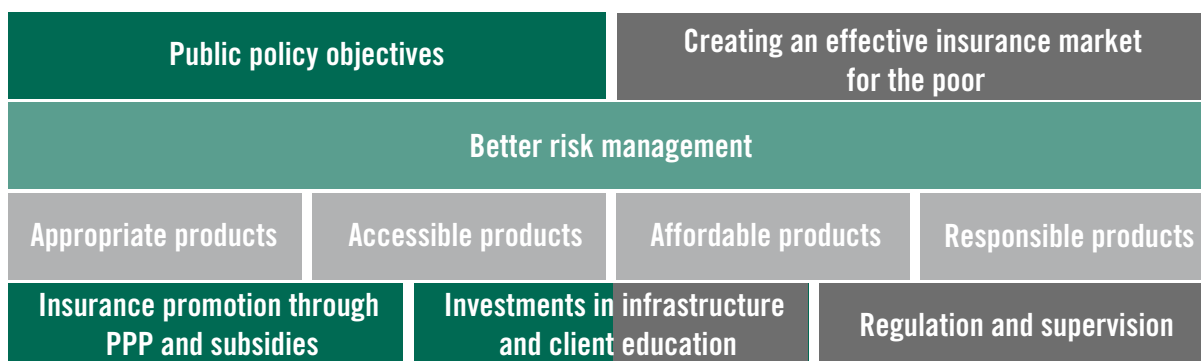 Public policy objectives
Creating an effective insurance market
for the poor
Better risk management
Appropriate products
Accessible products
Affordable products
Responsible products
Insurance promotion through
PPP and subsidies
Investments in infrastructure
and client education
Regulation and supervision